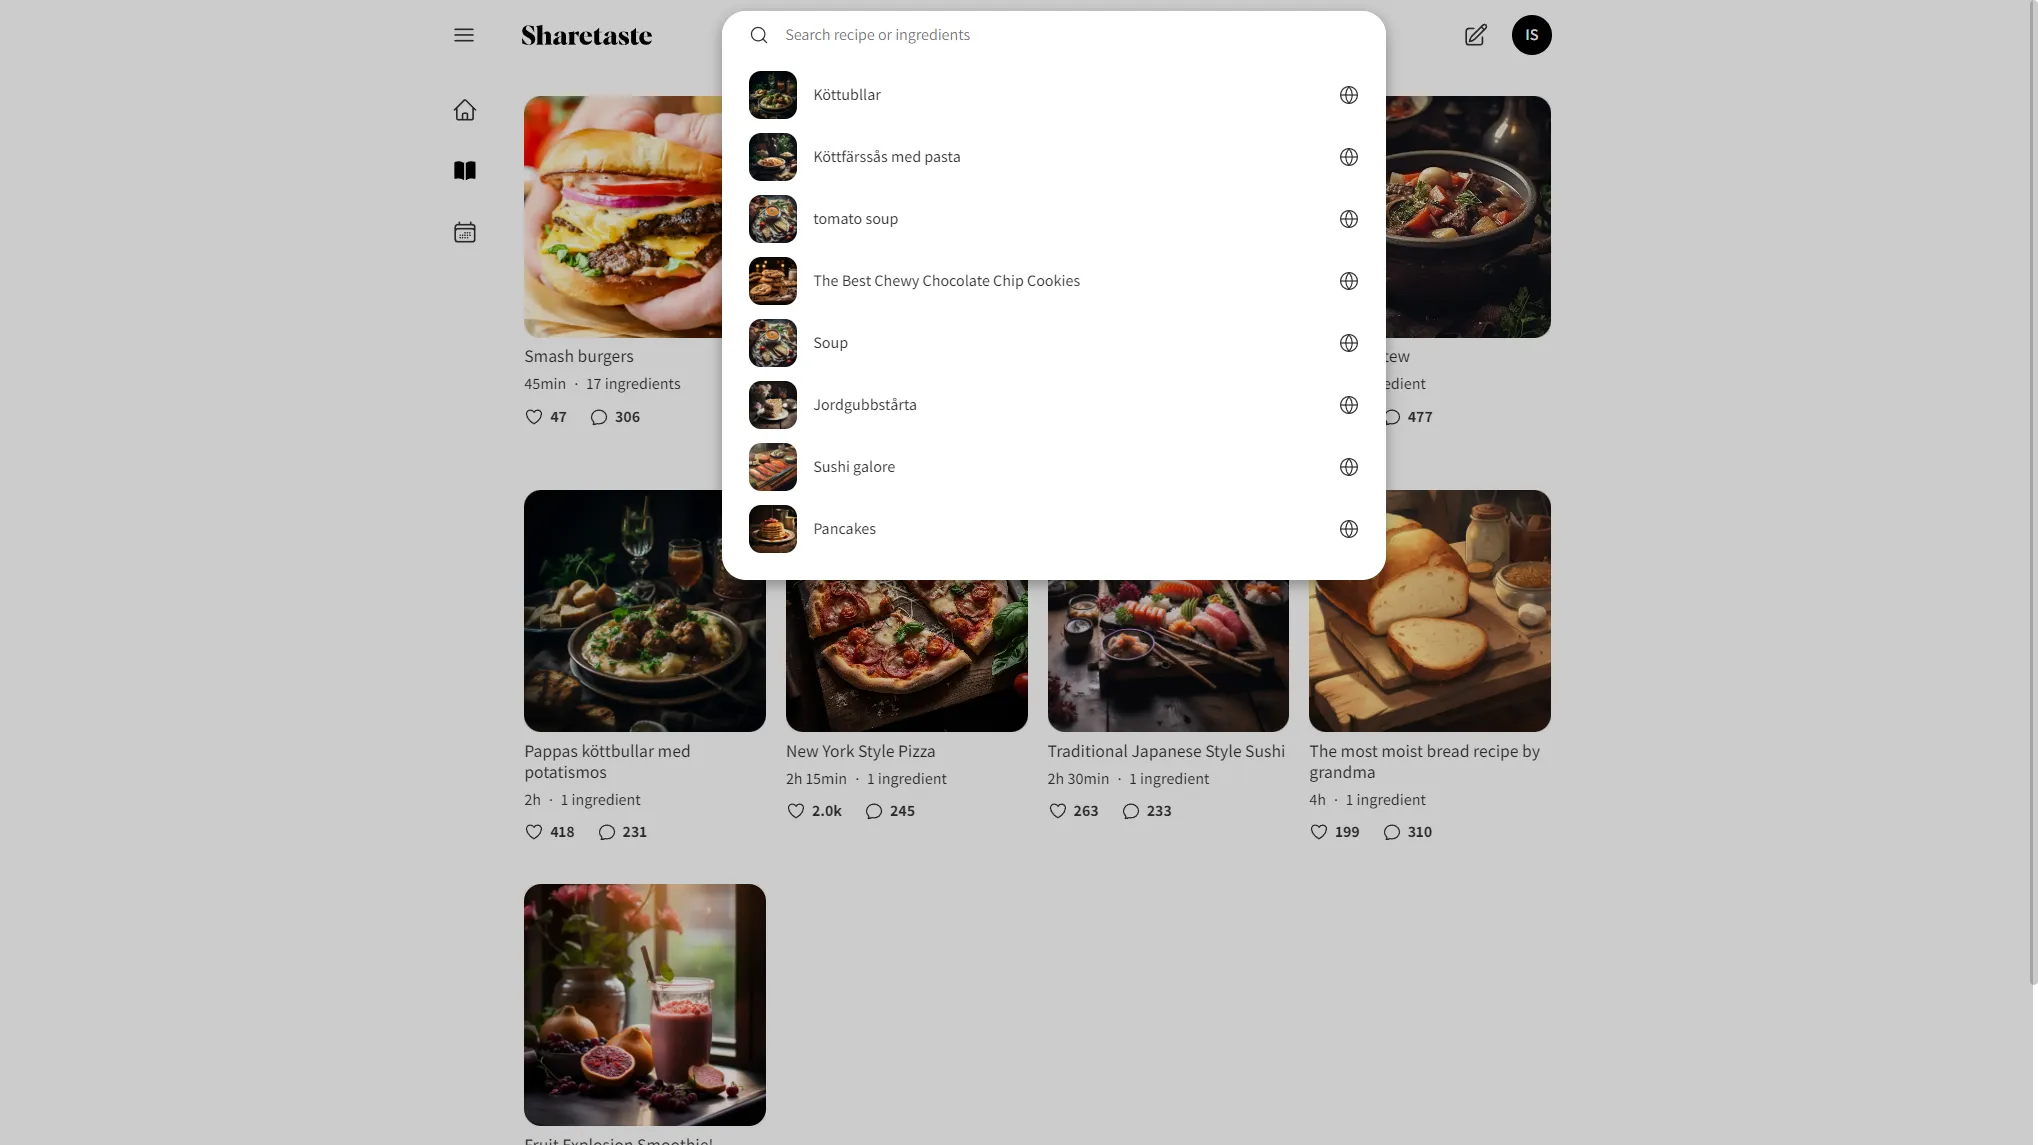 Sharetaste
Search recipe or ingredients
IS
Köttubllar
Köttfärssås med pasta
tomato soup
The Best Chewy Chocolate Chip Cookies
Soup
Jordgubbstårta
Sushi galore
Pancakes
Smash burgers
45min · 17 ingredients
47 306
tew
edient
477
Pappas köttbullar med
potatismos
2h · 1 ingredient
418 231
New York Style Pizza
2h 15min · 1 ingredient
2.0k 245
Traditional Japanese Style Sushi
2h 30min · 1 ingredient
263 233
The most moist bread recipe by
grandma
4h · 1 ingredient
199 310
Fruit Explosion Smoothie!